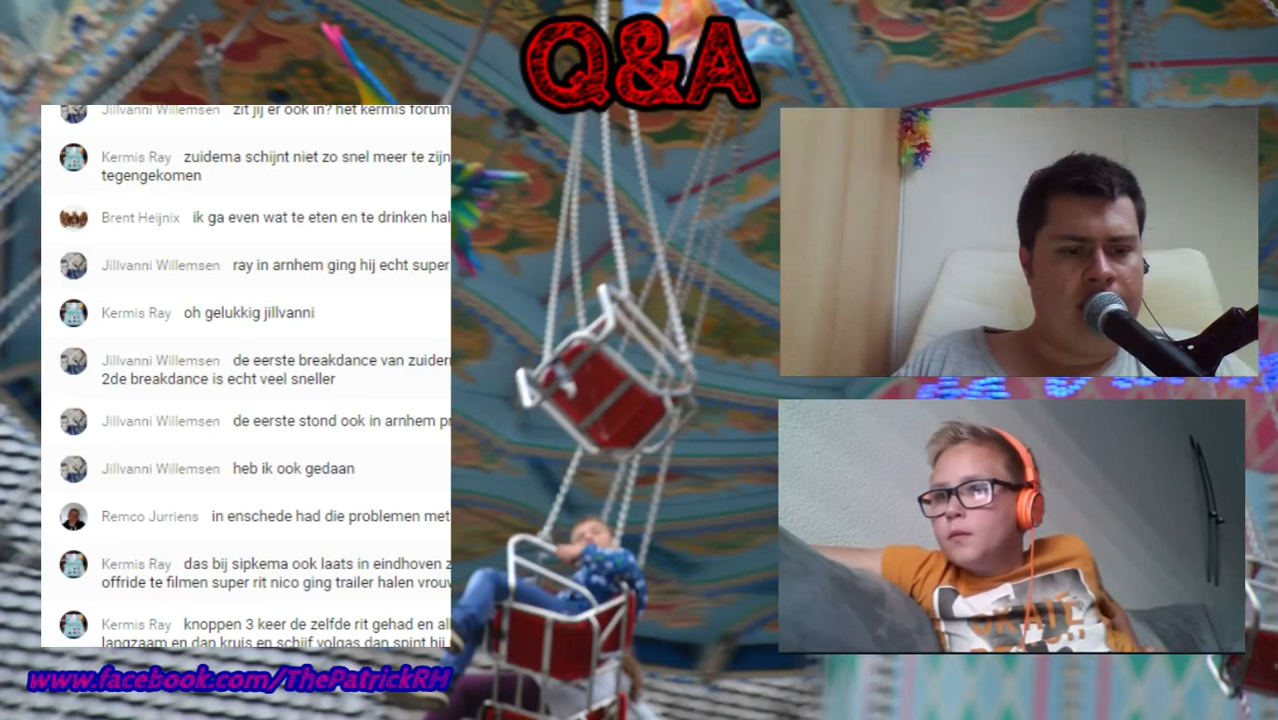 Q&A
Jillvanni Willemsen zit jij er ook in? het kermis forum
Kermis Ray zuidema schijnt niet zo snel meer te zijn
tegengekomen
Brent Heijnix ik ga even wat te eten en te drinken hal
Jillvanni Willemsen ray in arnhem ging hij echt super
Kermis Ray oh gelukkig jillvanni
Jillvanni Willemsen de eerste breakdance van zuider
2de breakdance is echt veel sneller
Jillvanni Willemsen de eerste stond ook in arnhem pr
Jillvanni Willemsen heb ik ook gedaan
Remco Jurriens in enschede had die problemen met
Kermis Ray das bij sipkema ook laats in eindhoven z
offride te filmen super rit nico ging trailer halen vrouw
Kermis Ray knoppen 3 keer de zelfde rit gehad en al
langzaam en dan kruis en schijf volgas dan spint hij
www.facebook.com/ThePatrickRH
SKATE